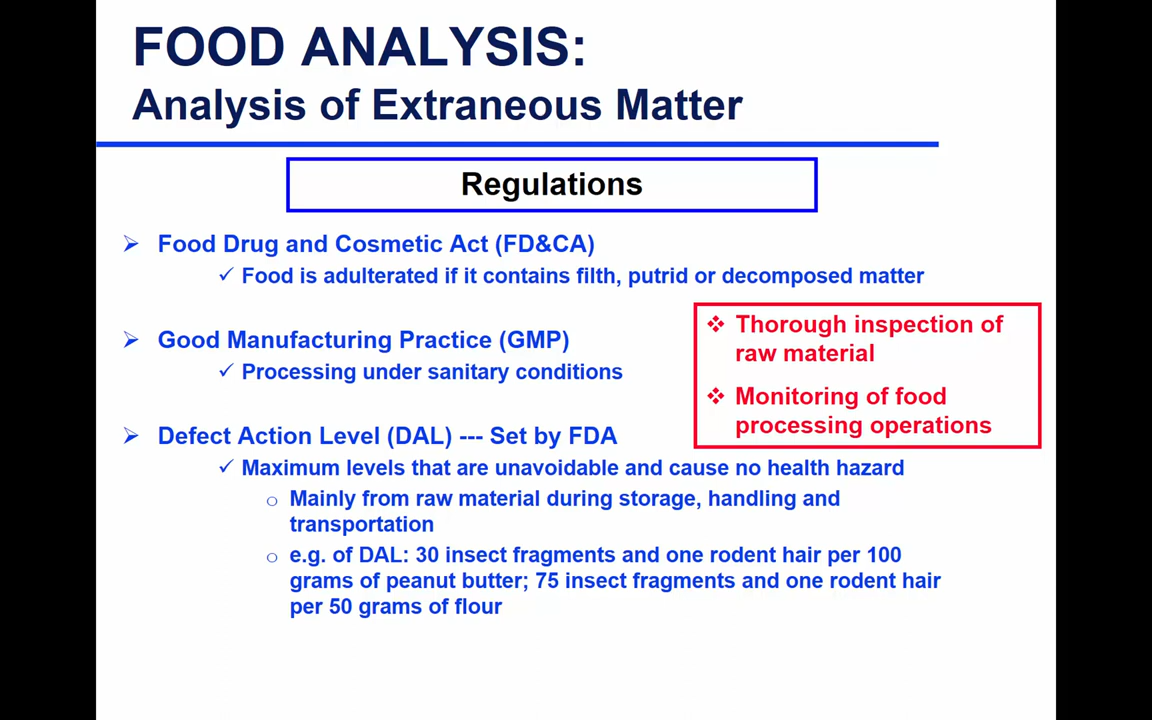 FOOD ANALYSIS:
Analysis of Extraneous Matter
Regulations
➢ Food Drug and Cosmetic Act (FD&CA)
✓ Food is adulterated if it contains filth, putrid or decomposed matter
➢ Good Manufacturing Practice (GMP)
✓ Processing under sanitary conditions
❖ Thorough inspection of
raw material
❖ Monitoring of food
processing operations
➢ Defect Action Level (DAL) --- Set by FDA
✓ Maximum levels that are unavoidable and cause no health hazard
○ Mainly from raw material during storage, handling and
transportation
○ e.g. of DAL: 30 insect fragments and one rodent hair per 100
grams of peanut butter; 75 insect fragments and one rodent hair
per 50 grams of flour